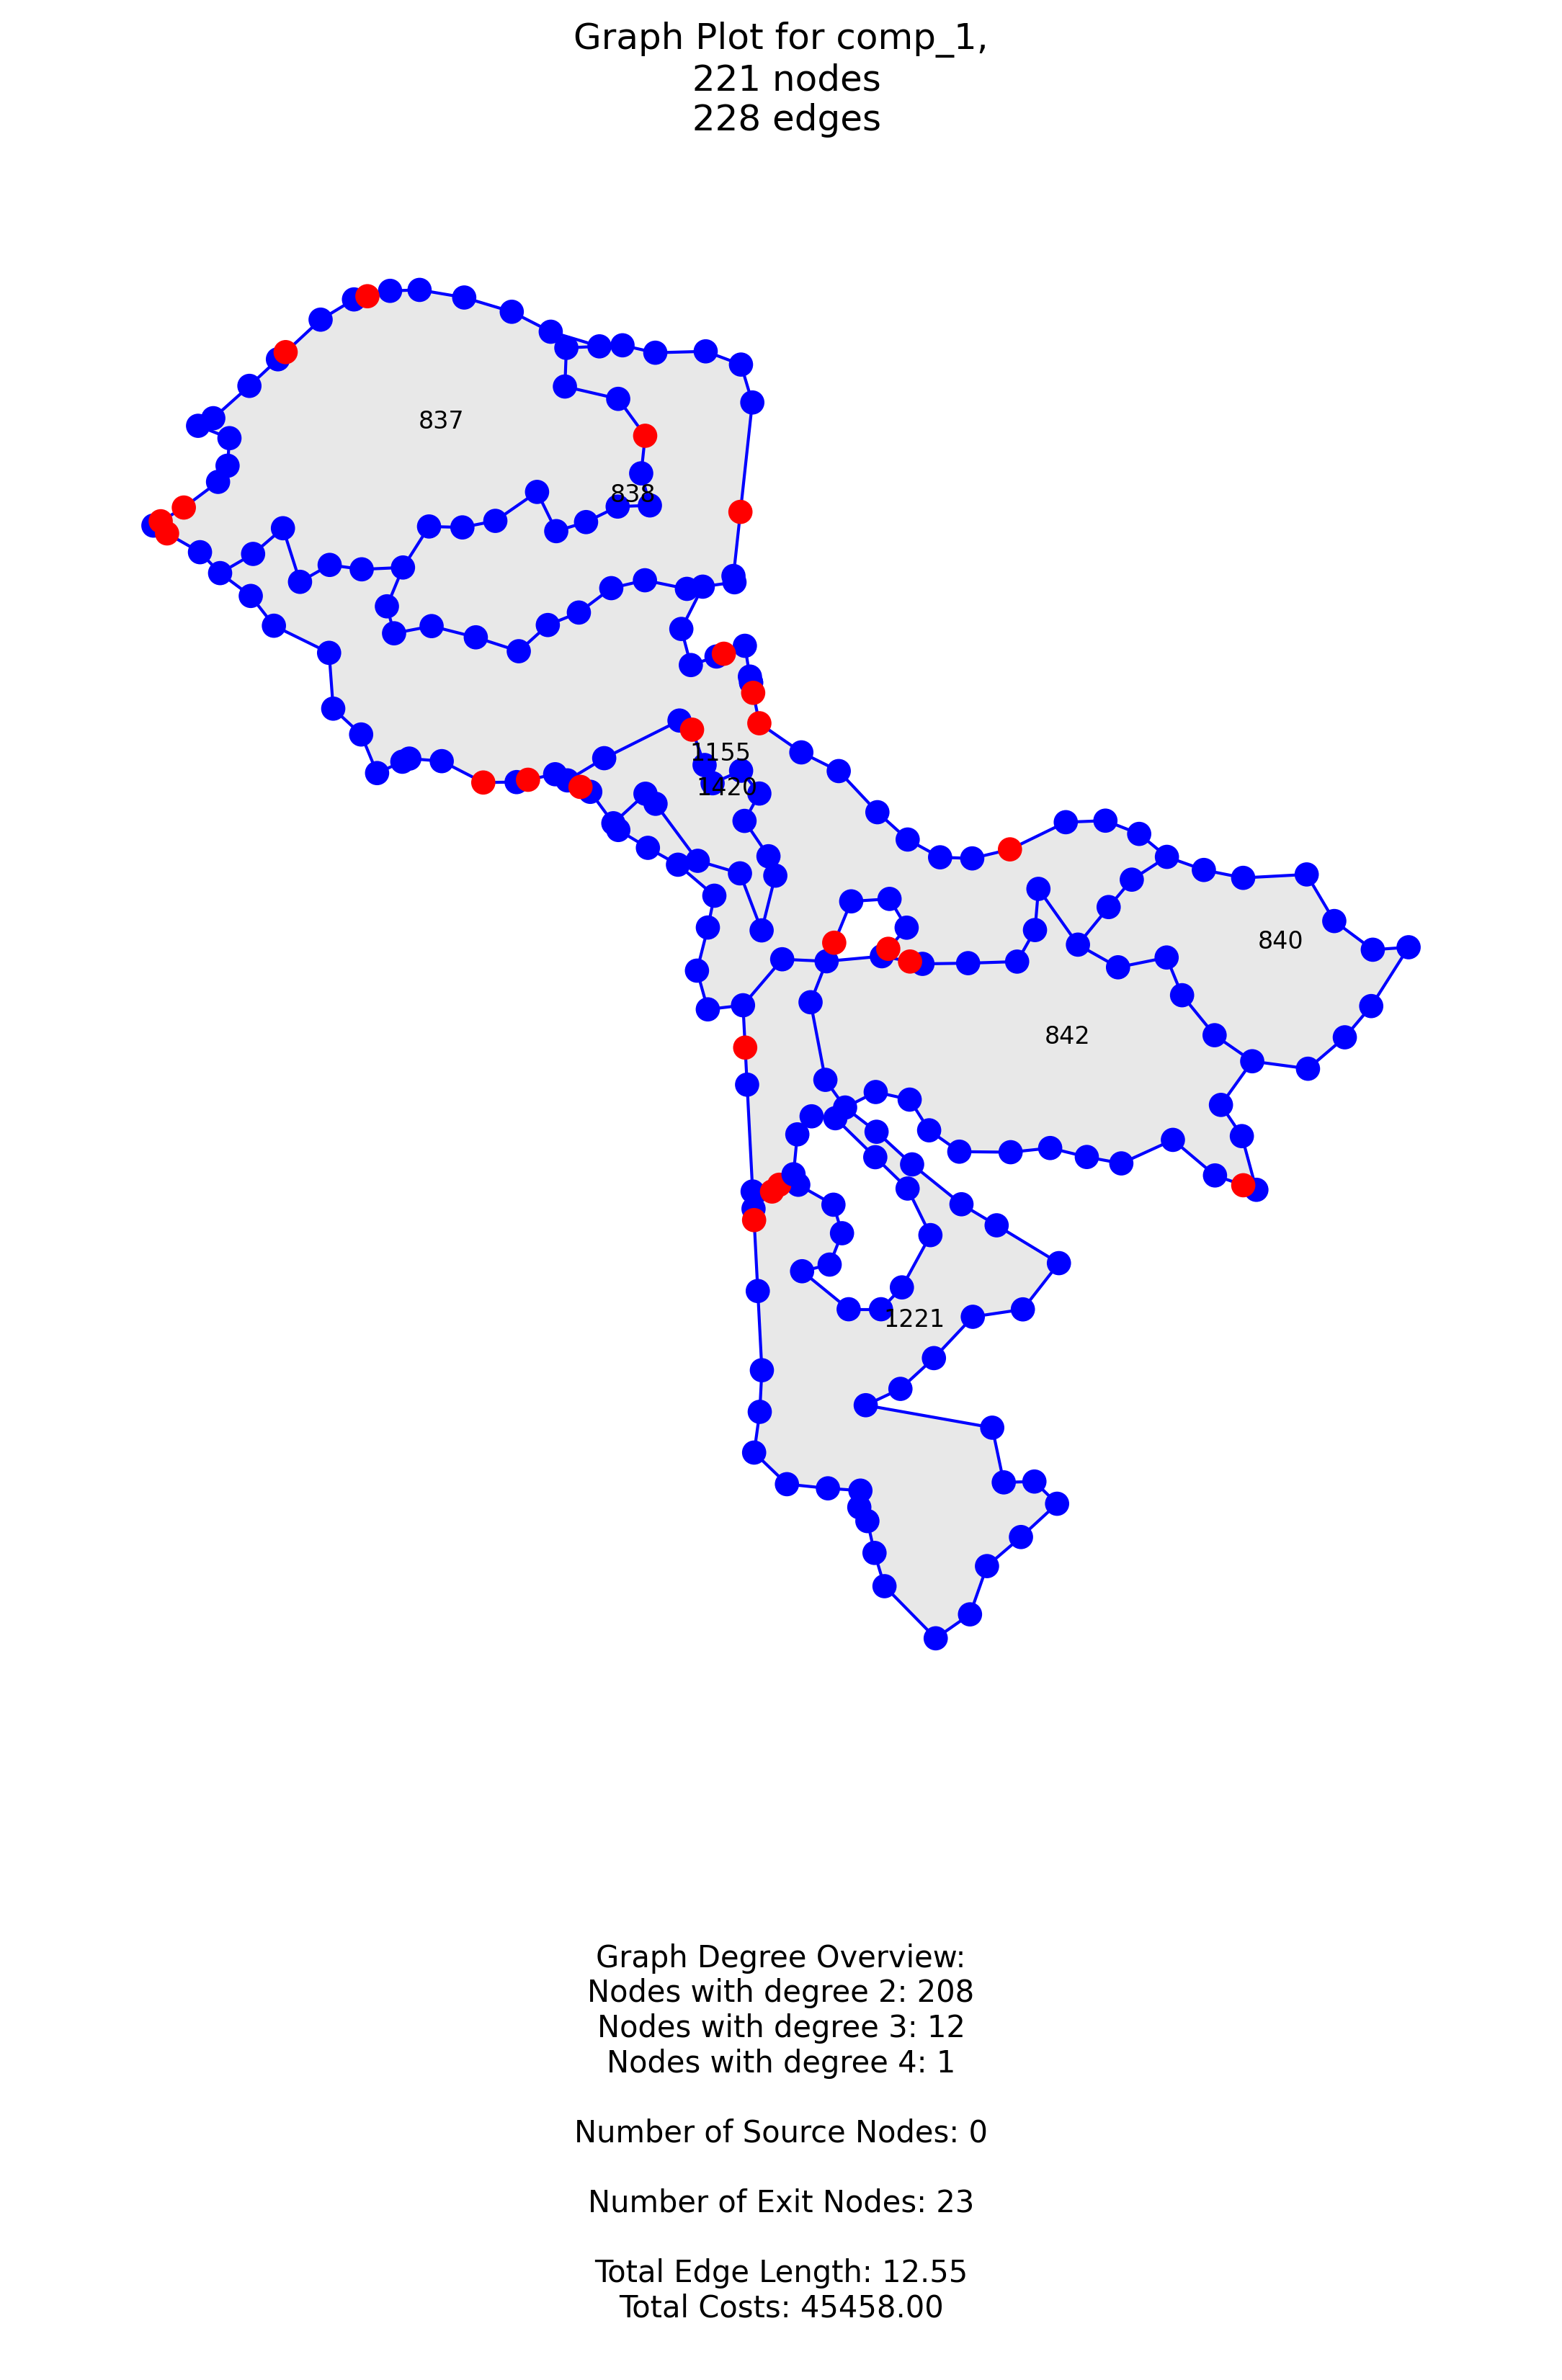 Graph Plot for comp_1,
221 nodes
228 edges
837
838
1155
1420
840
842
1221
Graph Degree Overview:
Nodes with degree 2: 208
Nodes with degree 3: 12
Nodes with degree 4: 1
Number of Source Nodes: 0
Number of Exit Nodes: 23
Total Edge Length: 12.55
Total Costs: 45458.00